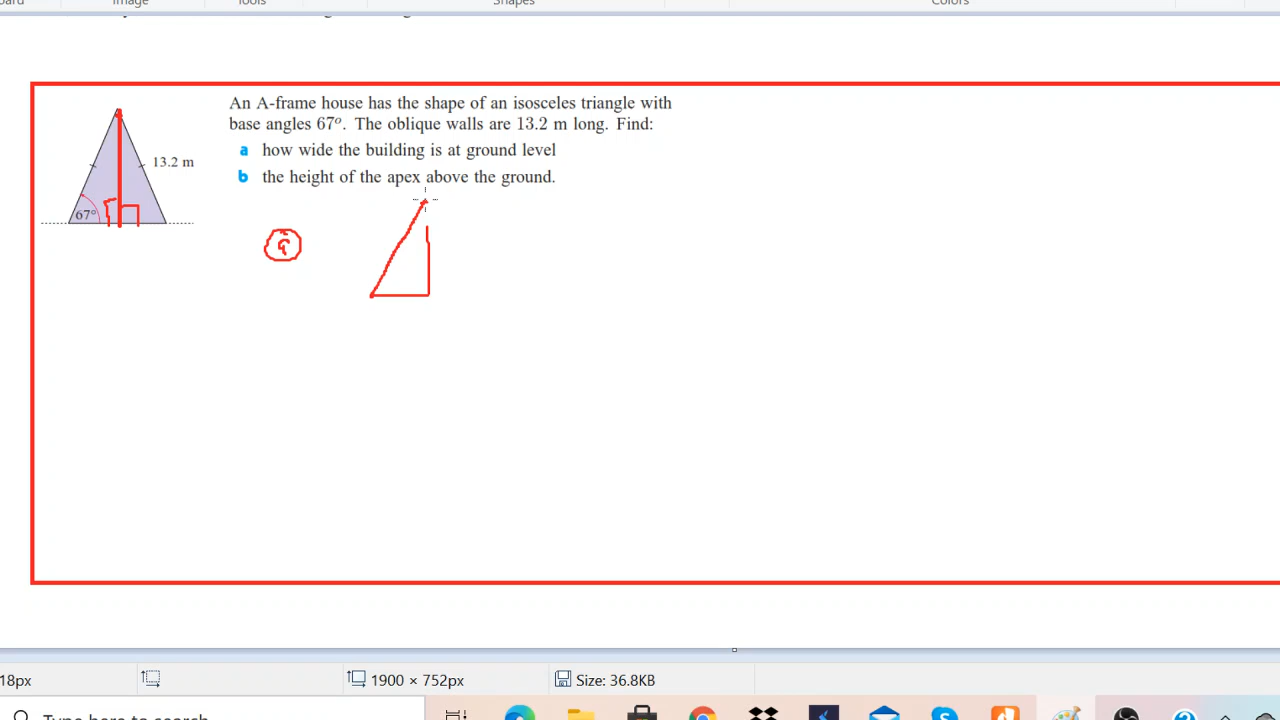 Image
Tools
Shapes
Colors
An A-frame house has the shape of an isosceles triangle with
base angles 67°. The oblique walls are 13.2 m long. Find:
a how wide the building is at ground level
b the height of the apex above the ground.
13.2 m
67°
18px
1900 × 752px
Size: 36.8KB
Type here to search